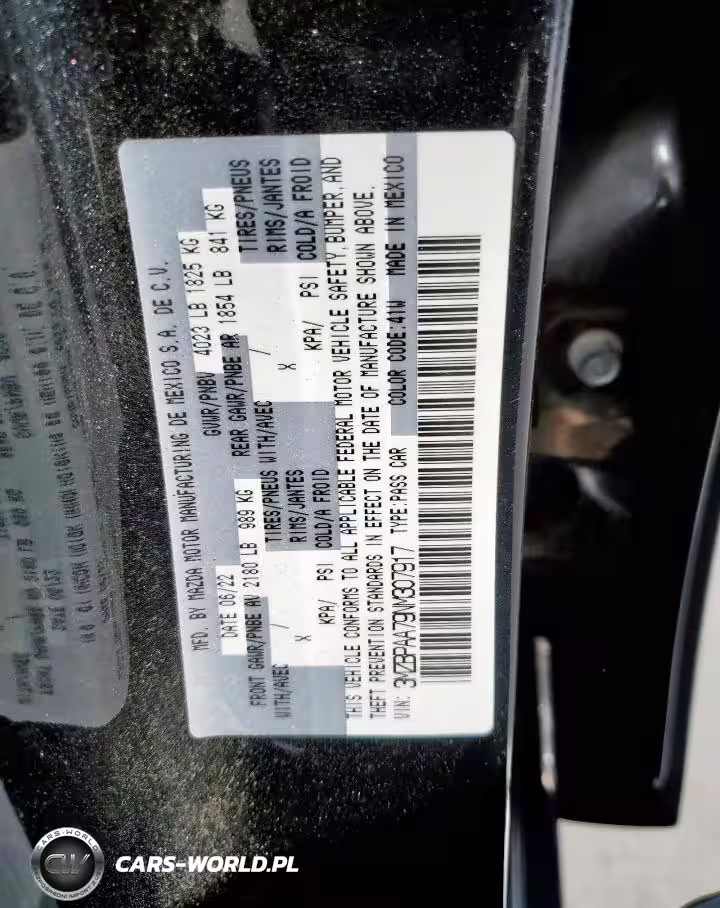 MFD. BY MAZDA MOTOR MANUFACTURING DE MEXICO S.A. DE C.V.
DATE 06/22 GVWR/PNBV 4023 LB 1825 KG
FRONT GAWR/PNBE AV 2180 LB 989 KG REAR GAWR/PNBE AR 1854 LB 841 KG
WITH/AVEC / TIRES/PNEUS WITH/AVEC / TIRES/PNEUS
X RIMS/JANTES X RIMS/JANTES
KPA/ PSI COLD/A FROID KPA/ PSI COLD/A FROID
THIS VEHICLE CONFORMS TO ALL APPLICABLE FEDERAL MOTOR VEHICLE SAFETY, BUMPER, AND
THEFT PREVENTION STANDARDS IN EFFECT ON THE DATE OF MANUFACTURE SHOWN ABOVE.
VIN: 3MZBPAA79NM307917 TYPE:PASS CAR COLOR CODE:41W MADE IN MEXICO
CARS-WORLD
CW
CARS-WORLD.PL